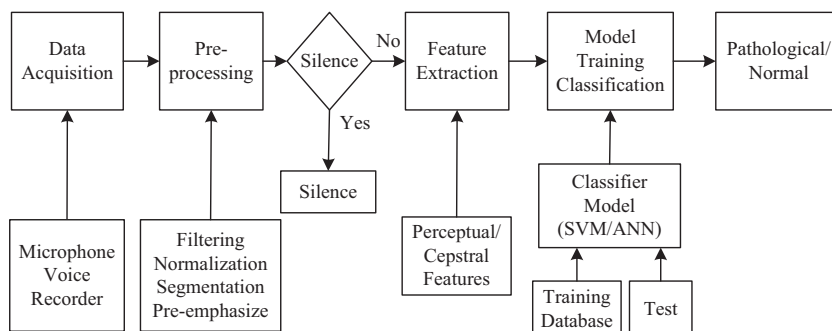 Data
Acquisition
Pre-
processing
Silence
No
Yes
Silence
Feature
Extraction
Model
Training
Classification
Pathological/
Normal
Microphone
Voice
Recorder
Filtering
Normalization
Segmentation
Pre-emphasize
Perceptual/
Cepstral
Features
Classifier
Model
(SVM/ANN)
Training
Database
Test